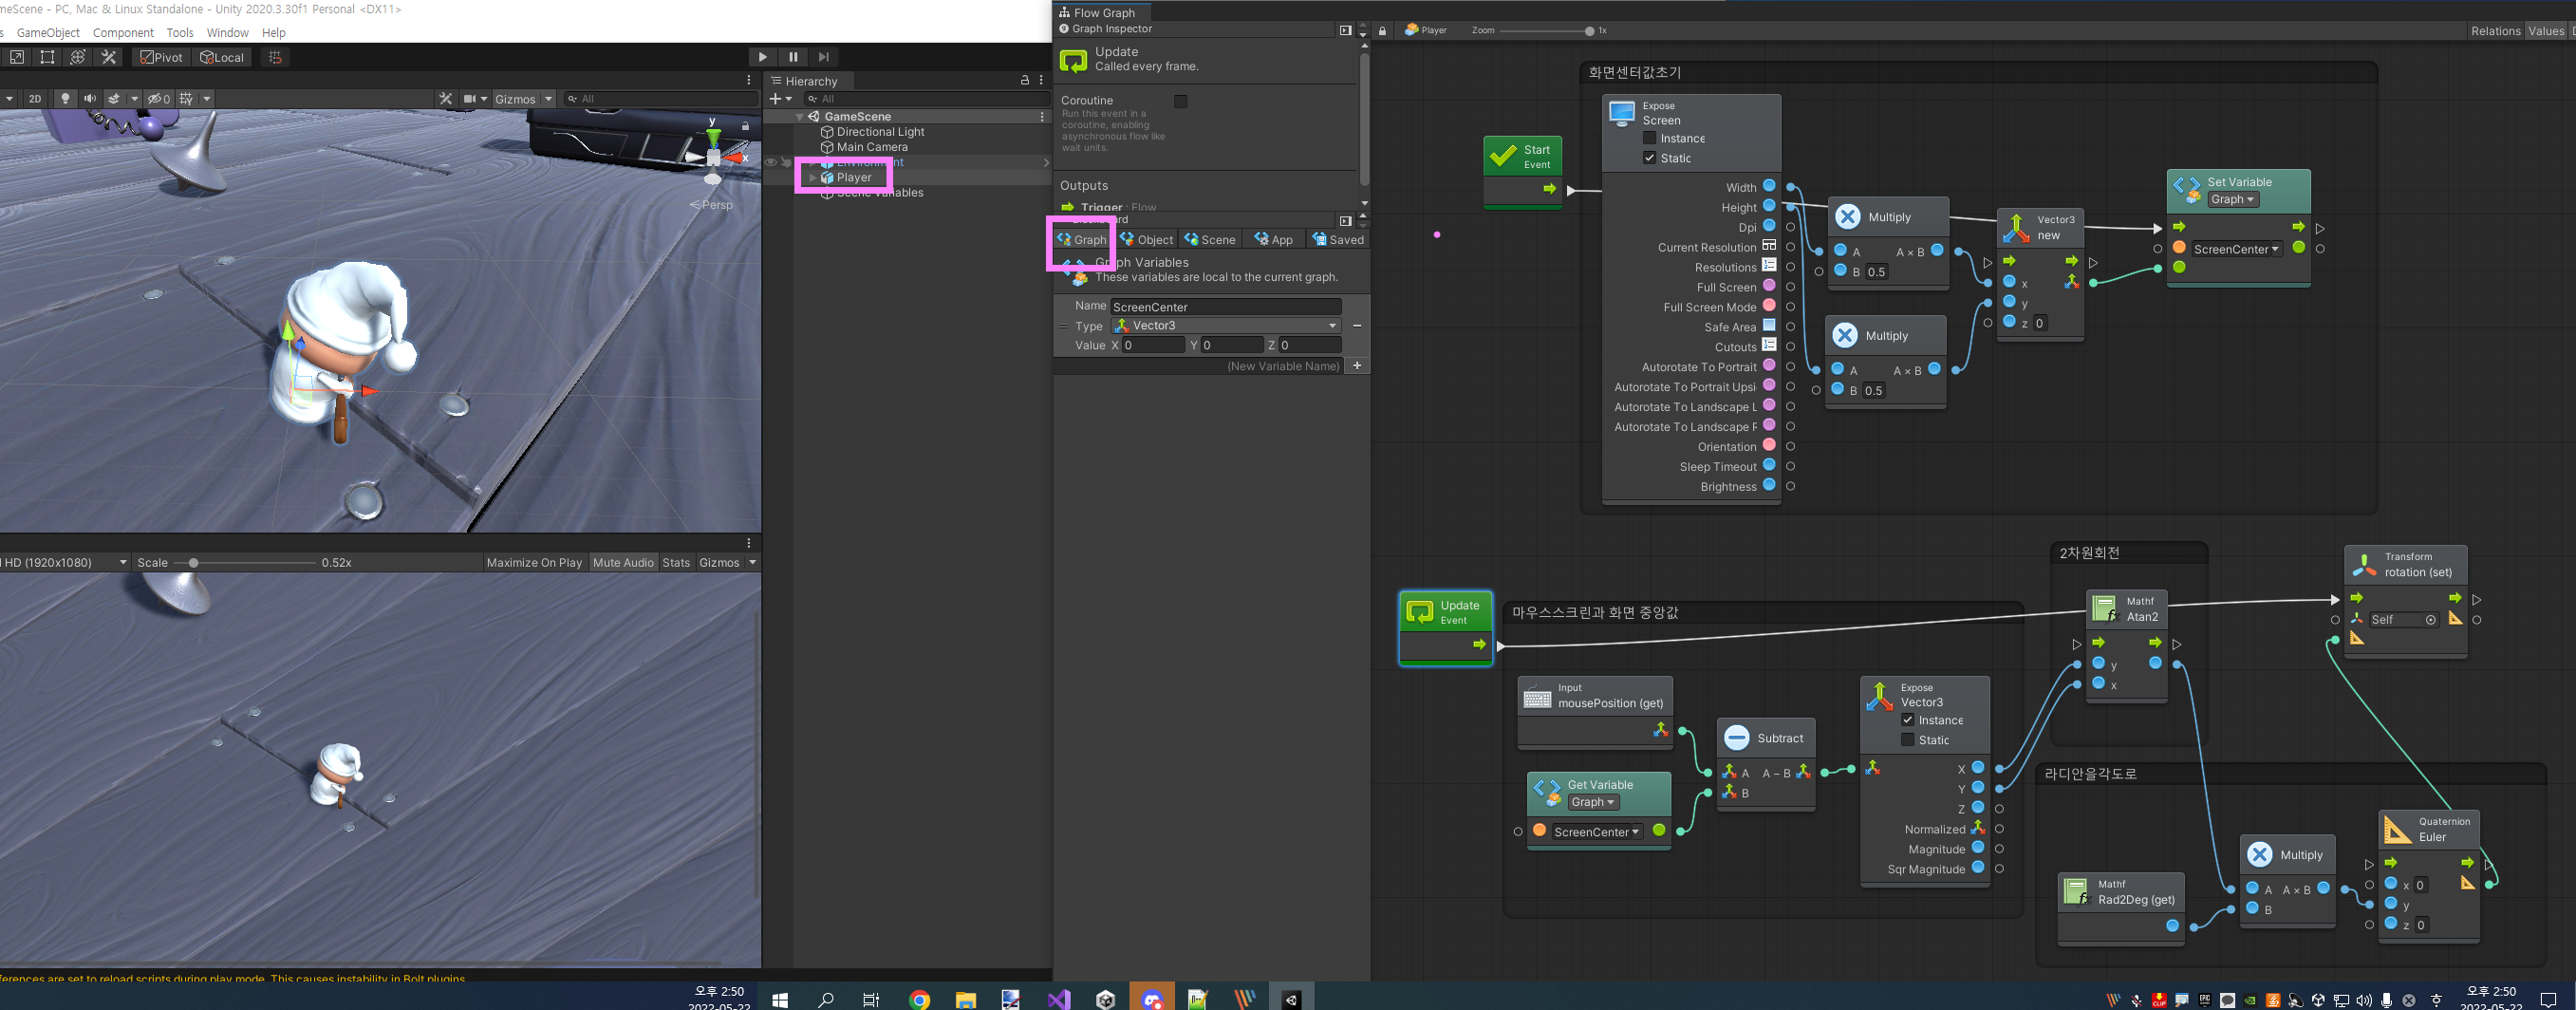 meScene - PC, Mac & Linux Standalone - Unity 2020.3.30f1 Personal <DX11>
s GameObject Component Tools Window Help
Pivot Local
2D 0 Gizmos All
y
x
Persp
HD (1920x1080) Scale 0.52x Maximize On Play Mute Audio Stats Gizmos
ferences are set to reload scripts during play mode. This causes instability in Bolt plugins.
Hierarchy
All
GameScene
Directional Light
Main Camera
Environment
Player
Scene Variables
Flow Graph
Graph Inspector
Update
Called every frame.
Coroutine
Run this event in a
coroutine, enabling
asynchronous flow like
wait units.
Outputs
Trigger : Flow
Graph Object Scene App Saved
Graph Variables
These variables are local to the current graph.
Name ScreenCenter
Type Vector3
Value X 0 Y 0 Z 0
(New Variable Name)
Player Zoom 1x Relations Values D
화면센터값초기
Start
Event
Expose
Screen
Instance
Static
Width
Height
Dpi
Current Resolution
Resolutions
Full Screen
Full Screen Mode
Safe Area
Cutouts
Autorotate To Portrait
Autorotate To Portrait Upsi
Autorotate To Landscape L
Autorotate To Landscape R
Orientation
Sleep Timeout
Brightness
Multiply
A A × B
B 0.5
Multiply
A A × B
B 0.5
Vector3
new
x
y
z 0
Set Variable
Graph
ScreenCenter
Update
Event
마우스스크린과 화면 중앙값
Input
mousePosition (get)
Get Variable
Graph
ScreenCenter
Subtract
A A − B
B
Expose
Vector3
Instance
Static
X
Y
Z
Normalized
Magnitude
Sqr Magnitude
2차원회전
Mathf
Atan2
y
x
Transform
rotation (set)
Self
라디안을각도로
Mathf
Rad2Deg (get)
Multiply
A A × B
B
Quaternion
Euler
x 0
y
z 0
오후 2:50
2022-05-22
오후 2:50
2022-05-22